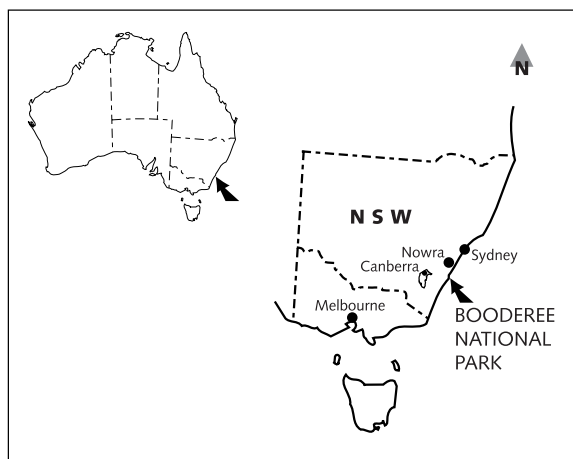 N
N S W
Nowra
Sydney
Canberra
Melbourne
BOODEREE
NATIONAL
PARK